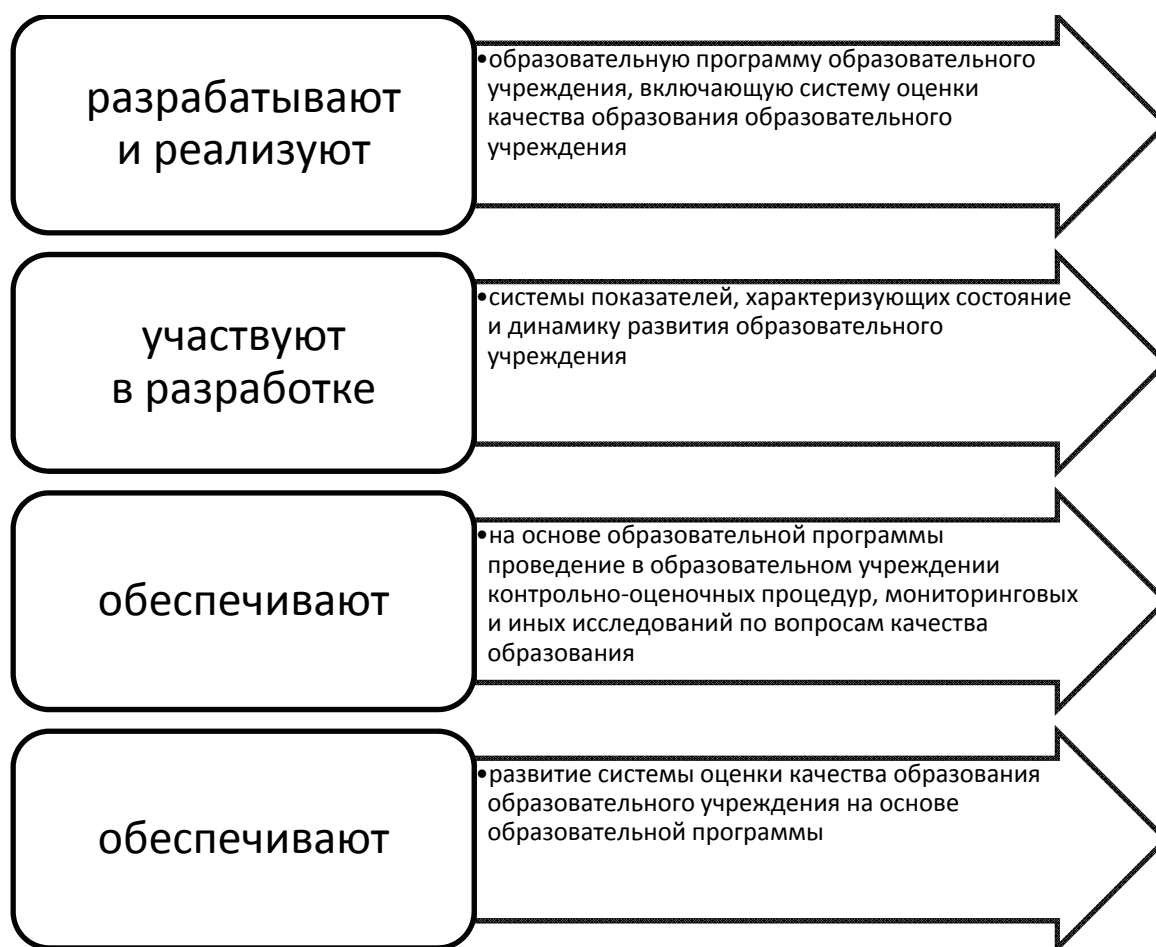 разрабатывают
и реализуют
•образовательную программу образовательного
учреждения, включающую систему оценки
качества образования образовательного
учреждения
участвуют
в разработке
•системы показателей, характеризующих состояние
и динамику развития образовательного
учреждения
обеспечивают
•на основе образовательной программы
проведение в образовательном учреждении
контрольно-оценочных процедур, мониторинговых
и иных исследований по вопросам качества
образования
обеспечивают
•развитие системы оценки качества образования
образовательного учреждения на основе
образовательной программы